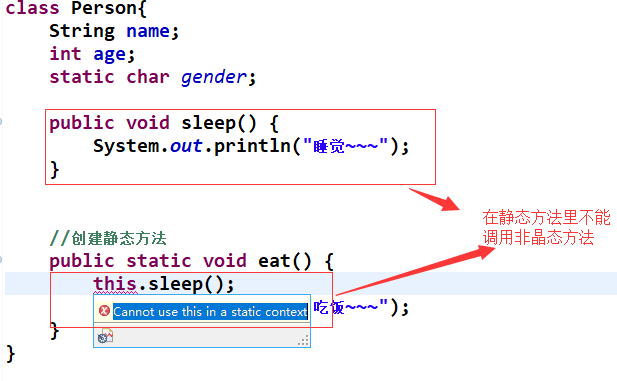 class Person{
String name;
int age;
static char gender;
public void sleep() {
System.out.println("睡觉~~~");
}
在静态方法里不能
调用非晶态方法
//创建静态方法
public static void eat() {
this.sleep();
Cannot use this in a static context
吃饭~~~");
}
}